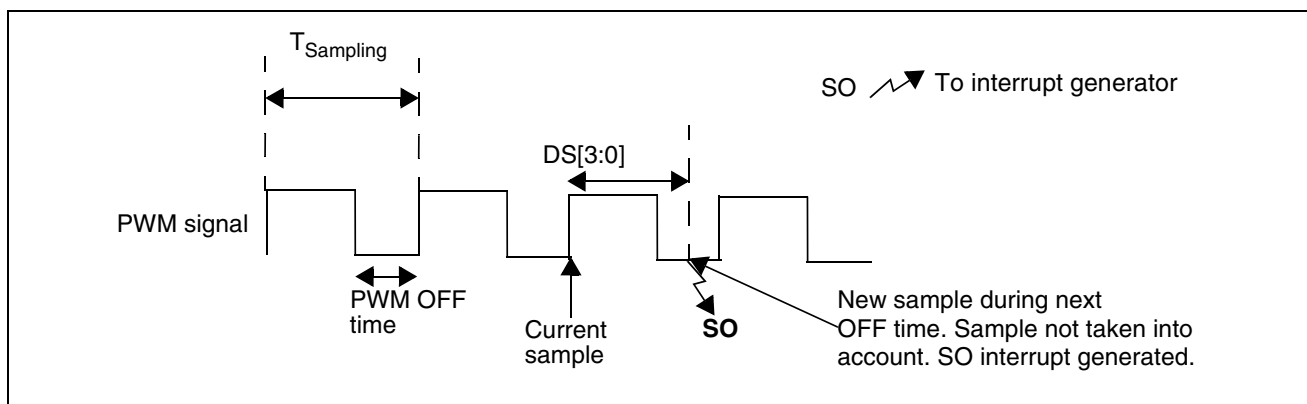 T_Sampling
SO To interrupt generator
DS[3:0]
PWM signal
PWM OFF
time
Current
sample
SO
New sample during next
OFF time. Sample not taken into
account. SO interrupt generated.